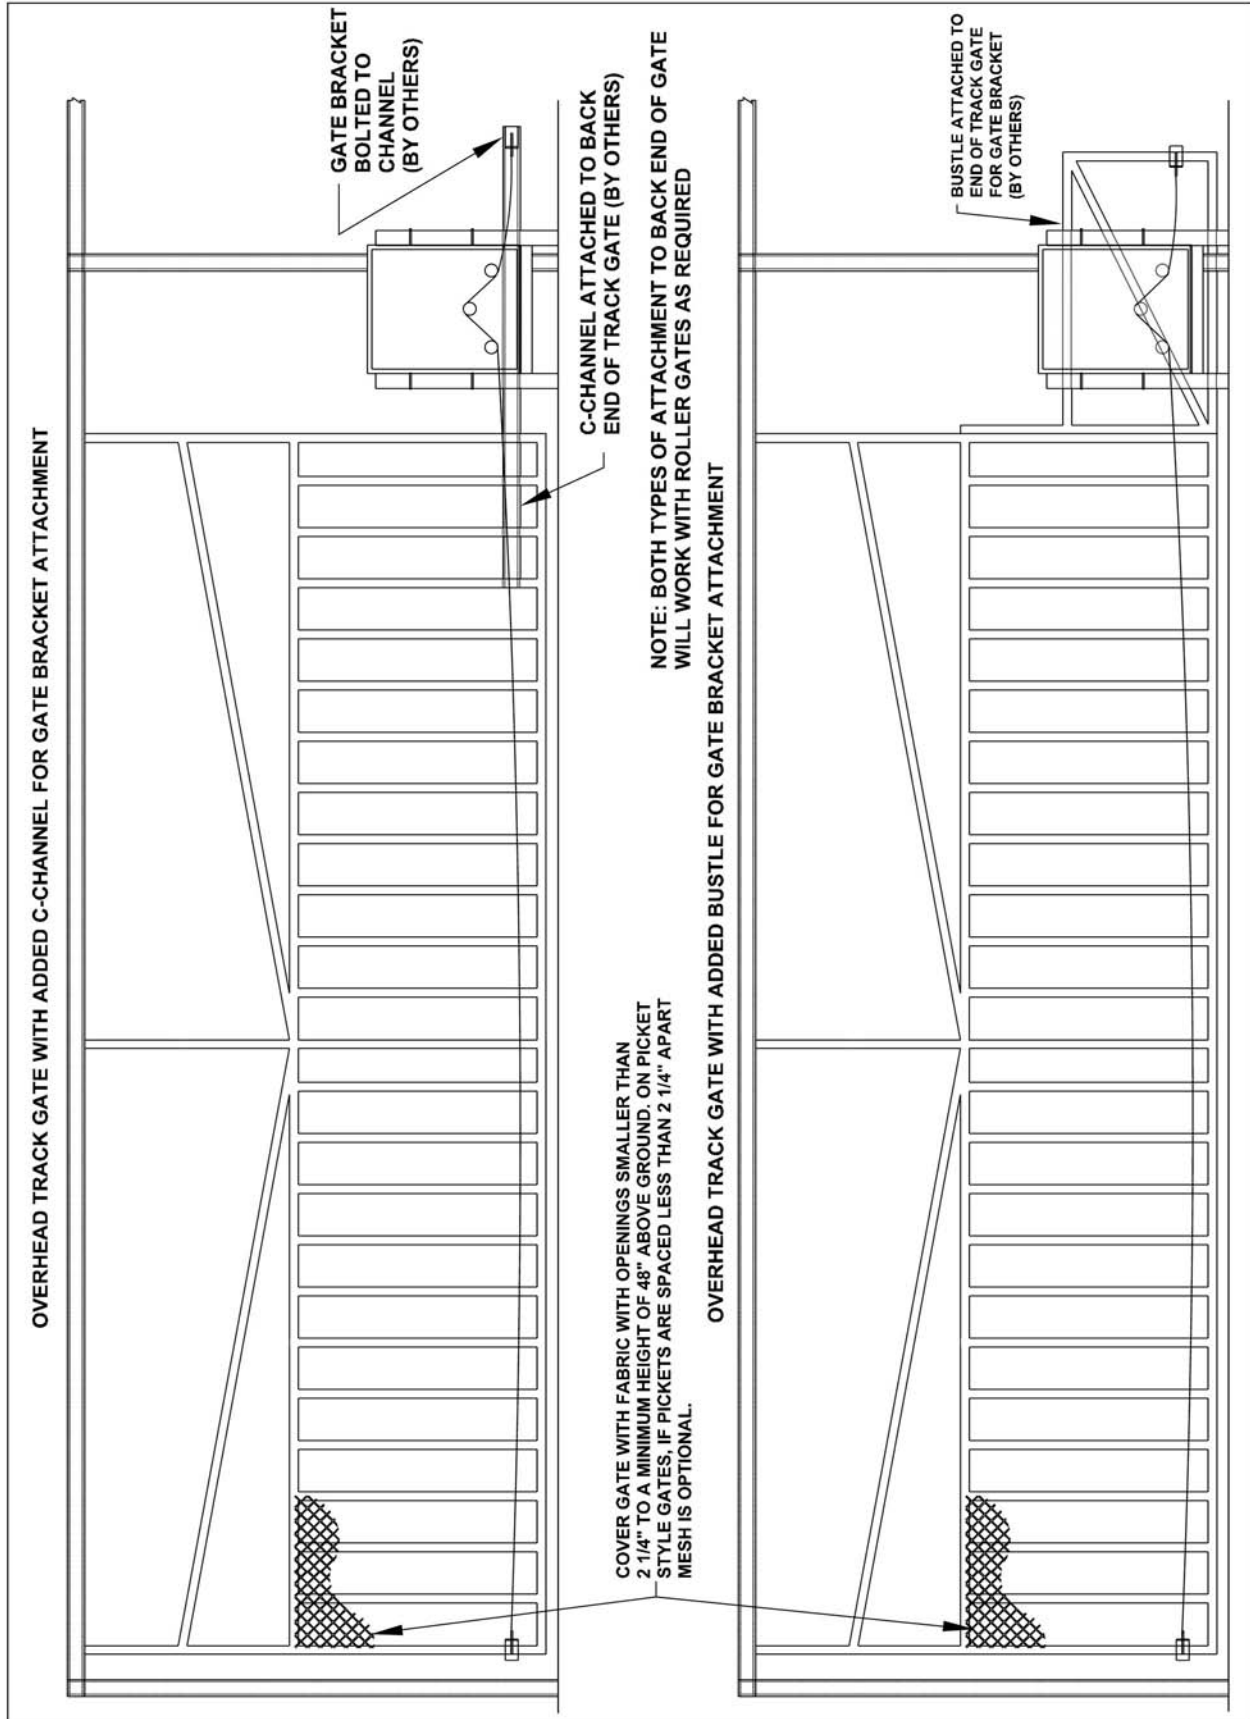 OVERHEAD TRACK GATE WITH ADDED C-CHANNEL FOR GATE BRACKET ATTACHMENT
GATE BRACKET
BOLTED TO
CHANNEL
(BY OTHERS)
C-CHANNEL ATTACHED TO BACK
END OF TRACK GATE (BY OTHERS)
NOTE: BOTH TYPES OF ATTACHMENT TO BACK END OF GATE
WILL WORK WITH ROLLER GATES AS REQUIRED
COVER GATE WITH FABRIC WITH OPENINGS SMALLER THAN
2 1/4" TO A MINIMUM HEIGHT OF 48" ABOVE GROUND. ON PICKET
STYLE GATES, IF PICKETS ARE SPACED LESS THAN 2 1/4" APART
MESH IS OPTIONAL.
OVERHEAD TRACK GATE WITH ADDED BUSTLE FOR GATE BRACKET ATTACHMENT
BUSTLE ATTACHED TO
END OF TRACK GATE
FOR GATE BRACKET
(BY OTHERS)